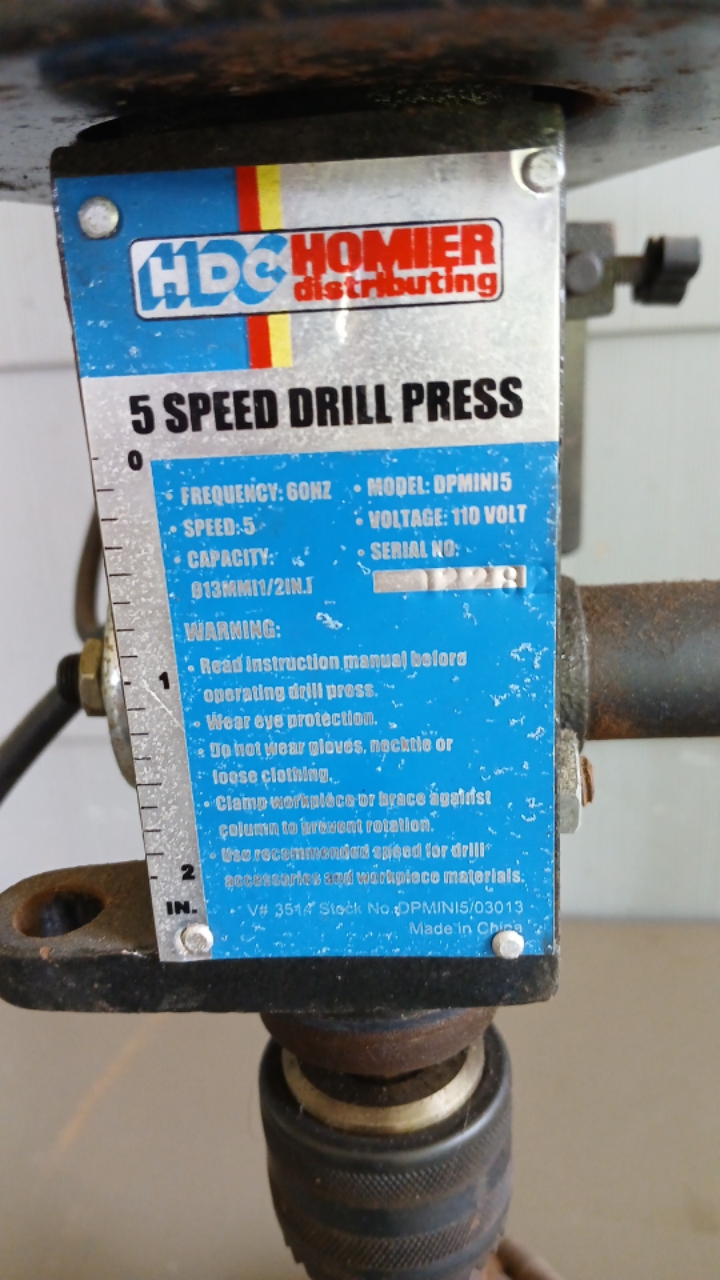 HDC HOMIER
distributing
5 SPEED DRILL PRESS
0
• FREQUENCY: 60HZ
• MODEL: DPMINI5
• SPEED: 5
• VOLTAGE: 110 VOLT
• CAPACITY:
• SERIAL NO:
Ø13MM(1/2IN.)
1228
WARNING:
• Read instruction manual before
operating drill press.
1
• Wear eye protection.
• Do not wear gloves, necktie or
loose clothing.
• Clamp workpiece or brace against
column to prevent rotation.
• Use recommended speed for drill
accessories and workpiece materials.
2
IN.
V# 3514 Stock No. DPMINI5/03013
Made in China